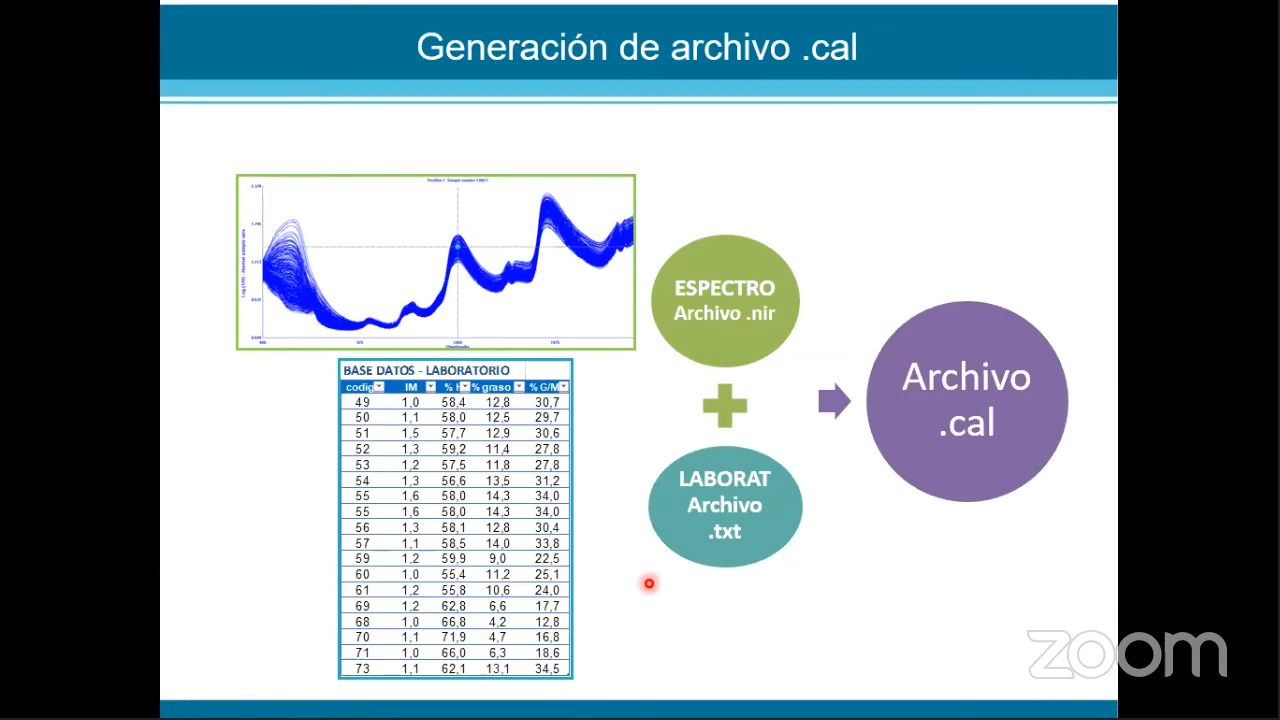 Generación de archivo .cal
BASE DATOS - LABORATORIO
codig IM % H % graso % G/M
49 1,0 58,4 12,8 30,7
50 1,1 58,0 12,5 29,7
51 1,5 57,7 12,9 30,6
52 1,3 59,2 11,4 27,8
53 1,2 57,5 11,8 27,8
54 1,3 56,6 13,5 31,2
55 1,6 58,0 14,3 34,0
55 1,6 58,0 14,3 34,0
56 1,3 58,1 12,8 30,4
57 1,1 58,5 14,0 33,8
59 1,2 59,9 9,0 22,5
60 1,0 55,4 11,2 25,1
61 1,2 55,8 10,6 24,0
69 1,2 62,8 6,6 17,7
68 1,0 66,8 4,2 12,8
70 1,1 71,9 4,7 16,8
71 1,0 66,0 6,3 18,6
73 1,1 62,1 13,1 34,5
ESPECTRO
Archivo .nir
LABORAT
Archivo
.txt
Archivo
.cal
zoom